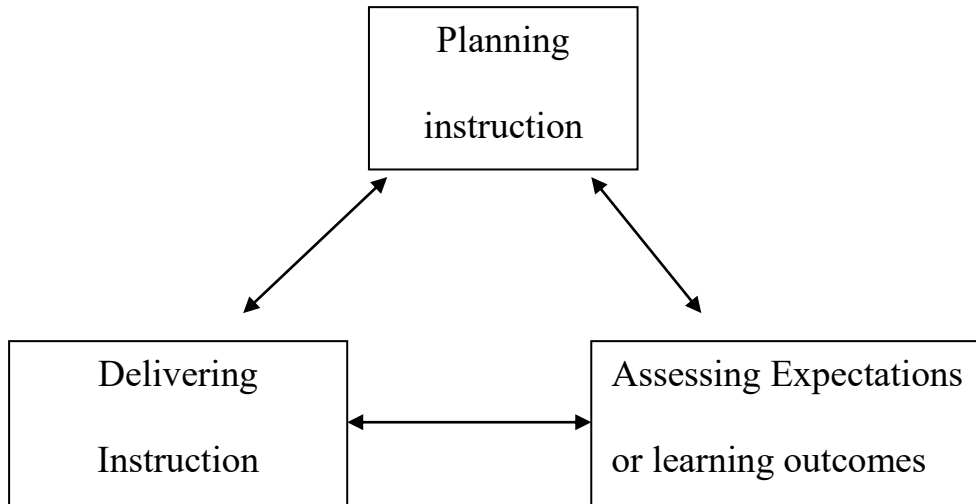 Planning
instruction
Delivering
Instruction
Assessing Expectations
or learning outcomes